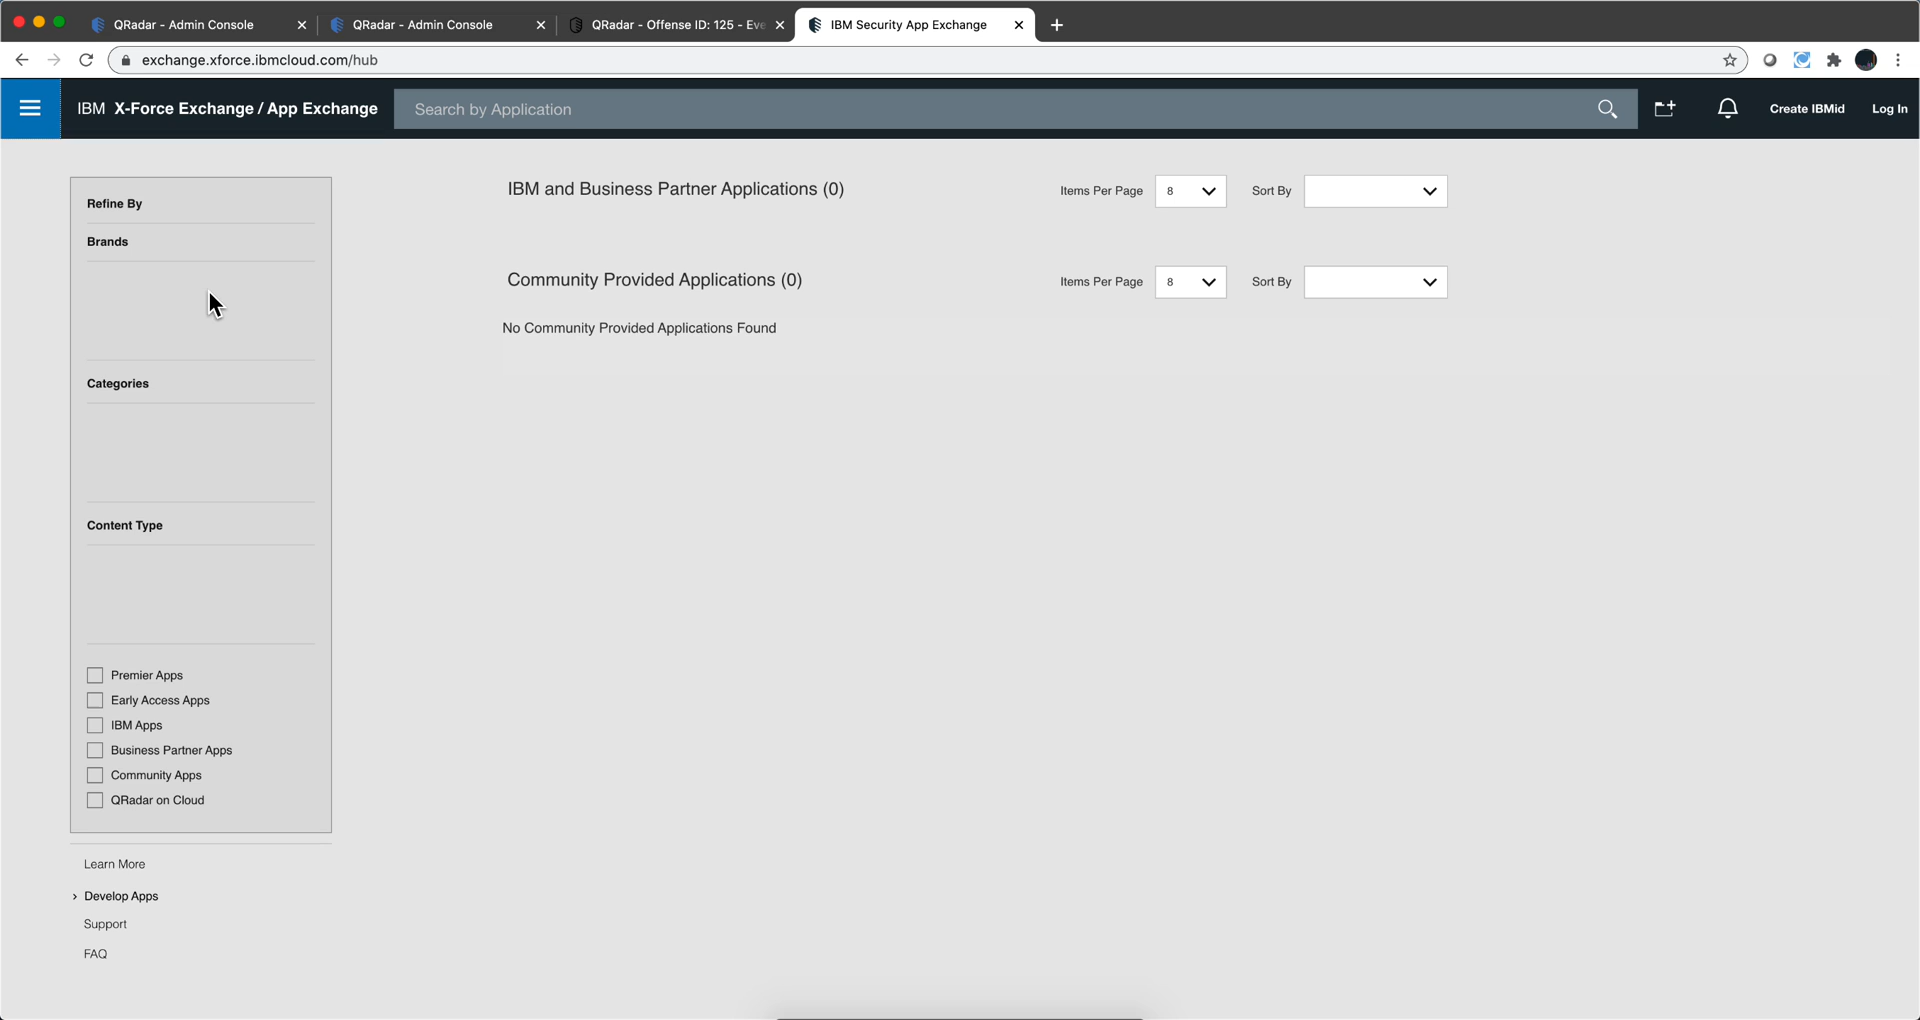 QRadar - Admin Console
QRadar - Admin Console
QRadar - Offense ID: 125 - Eve
IBM Security App Exchange
exchange.xforce.ibmcloud.com/hub
IBM X-Force Exchange / App Exchange
Search by Application
Create IBMid
Log In
Refine By
Brands
Categories
Content Type
Premier Apps
Early Access Apps
IBM Apps
Business Partner Apps
Community Apps
QRadar on Cloud
Learn More
Develop Apps
Support
FAQ
IBM and Business Partner Applications (0)
Items Per Page 8 Sort By
Community Provided Applications (0)
Items Per Page 8 Sort By
No Community Provided Applications Found